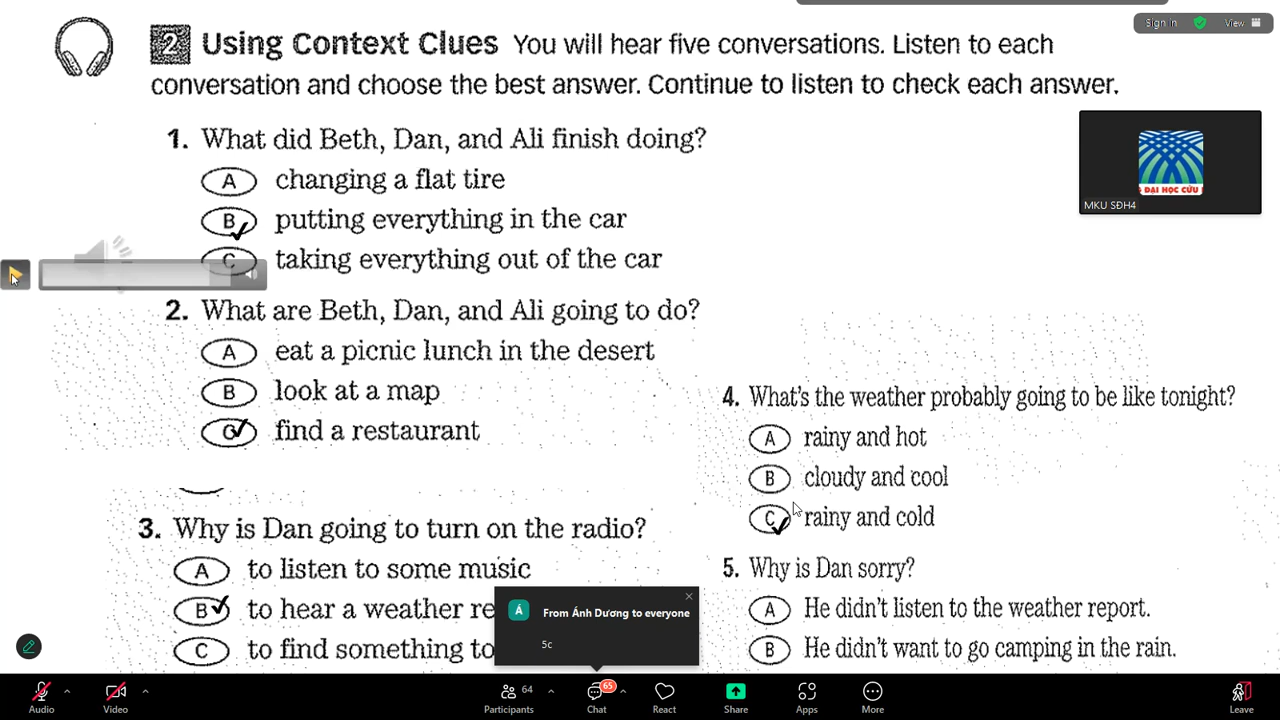 Sign in
View
2 Using Context Clues You will hear five conversations. Listen to each
conversation and choose the best answer. Continue to listen to check each answer.
1. What did Beth, Dan, and Ali finish doing?
A changing a flat tire
B putting everything in the car
C taking everything out of the car
ĐẠI HỌC CỬU
MKU SĐH4
2. What are Beth, Dan, and Ali going to do?
A eat a picnic lunch in the desert
B look at a map
C find a restaurant
3. Why is Dan going to turn on the radio?
A to listen to some music
B to hear a weather re
C to find something to
4. What's the weather probably going to be like tonight?
A rainy and hot
B cloudy and cool
C rainy and cold
5. Why is Dan sorry?
A He didn't listen to the weather report.
B He didn't want to go camping in the rain.
Á From Ánh Dương to everyone
5c
64
65
Audio
Video
Participants
Chat
React
Share
Apps
More
Leave